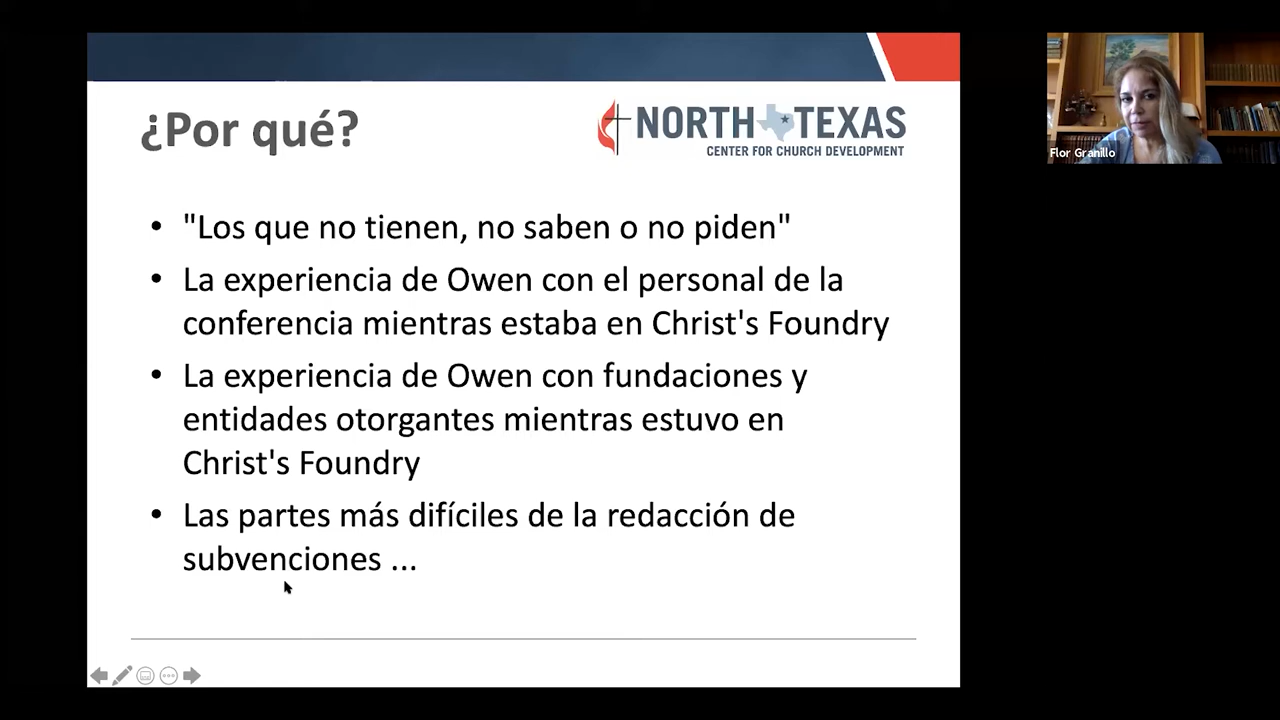 ¿Por qué?
NORTH TEXAS
CENTER FOR CHURCH DEVELOPMENT
Flor Granillo
• "Los que no tienen, no saben o no piden"
• La experiencia de Owen con el personal de la
conferencia mientras estaba en Christ's Foundry
• La experiencia de Owen con fundaciones y
entidades otorgantes mientras estuvo en
Christ's Foundry
• Las partes más difíciles de la redacción de
subvenciones ...